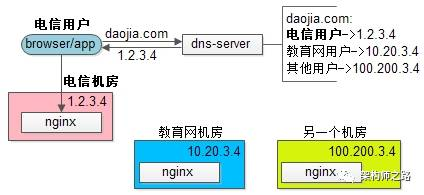 电信用户
browser/app
daojia.com
1.2.3.4
dns-server
daojia.com:
电信用户->1.2.3.4
教育网用户->10.20.3.4
其他用户->100.200.3.4
电信机房
1.2.3.4
nginx
教育网机房
10.20.3.4
nginx
另一个机房
100.200.3.4
nginx
架构师之路